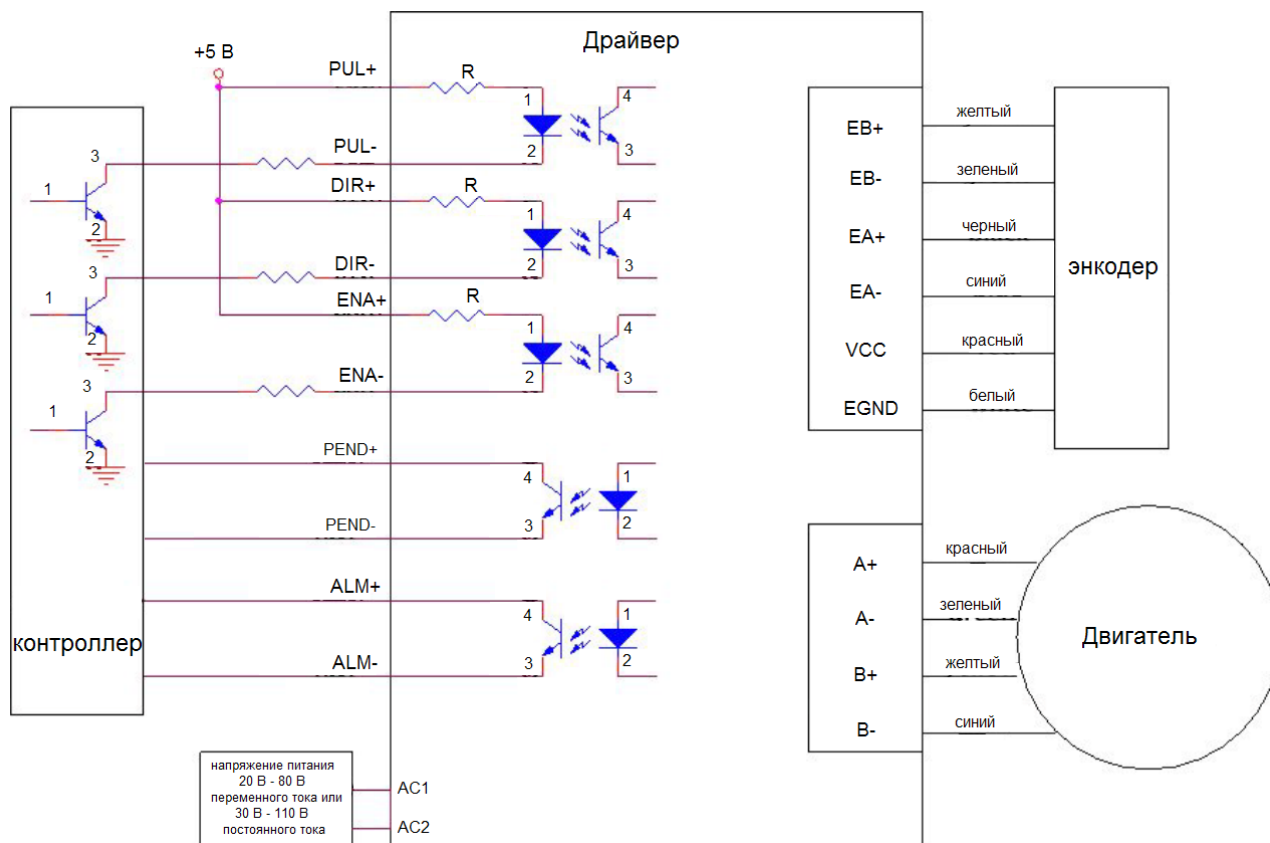 Драйвер
+5 В
PUL+
R
1
4
2
3
PUL-
3
1
2
DIR+
R
1
4
2
3
DIR-
3
1
2
ENA+
R
1
4
2
3
ENA-
3
1
2
PEND+
4
1
3
2
PEND-
ALM+
4
1
3
2
ALM-
контроллер
напряжение питания
20 В - 80 В
переменного тока или
30 В - 110 В
постоянного тока
AC1
AC2
EB+
желтый
EB-
зеленый
EA+
черный
EA-
синий
VCC
красный
EGND
белый
энкодер
A+
красный
A-
зеленый
B+
желтый
B-
синий
Двигатель